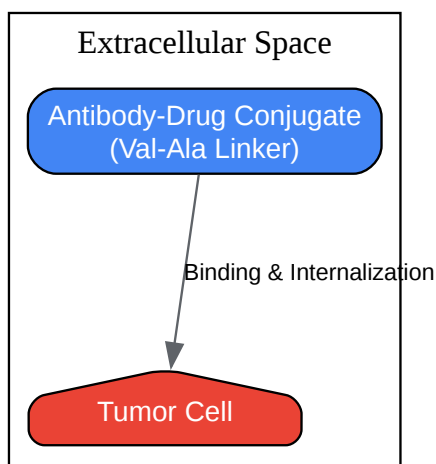 Extracellular Space
Antibody-Drug Conjugate
(Val-Ala Linker)
Binding & Internalization
Tumor Cell